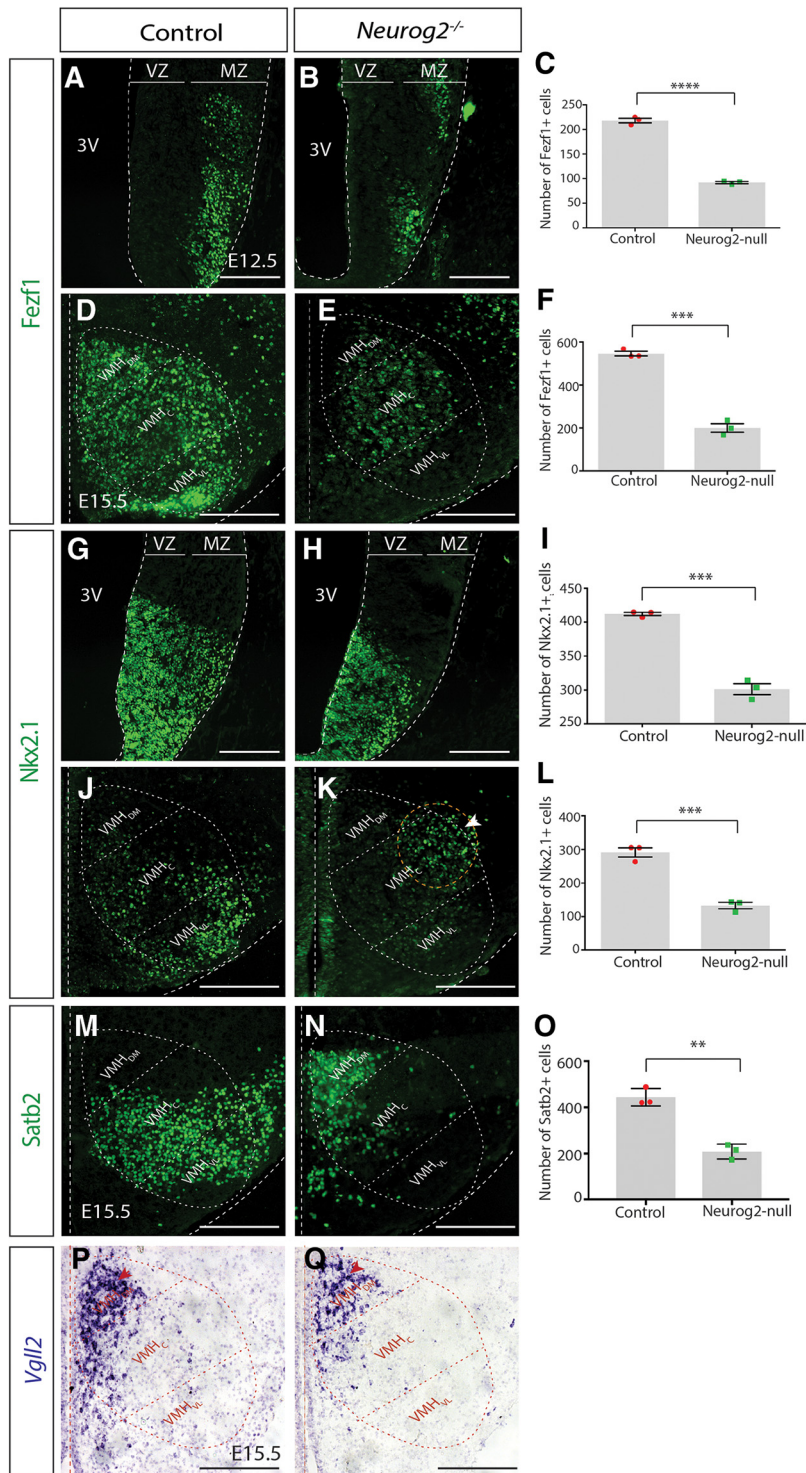 Control
Neurog2-/-
Fezf1
A
VZ
MZ
3V
E12.5
B
VZ
MZ
3V
C
****
Number of Fezf1+ cells
250
200
150
100
50
0
Control
Neurog2-null
D
VMHDM
VMHC
VMHVL
E15.5
E
VMHDM
VMHC
VMHVL
F
***
Number of Fezf1+ cells
600
400
200
0
Control
Neurog2-null
Nkx2.1
G
VZ
MZ
3V
H
VZ
MZ
3V
I
***
Number of Nkx2.1+, cells
450
400
350
300
250
Control
Neurog2-null
J
VMHDM
VMHC
VMHVL
K
VMHDM
VMHC
VMHVL
L
***
Number of Nkx2.1+ cells
400
300
200
100
0
Control
Neurog2-null
Satb2
M
VMHDM
VMHC
VMHVL
E15.5
N
VMHDM
VMHC
VMHVL
O
**
Number of Satb2+ cells
600
400
200
0
Control
Neurog2-null
Vgll2
P
VMHC
VMHVL
E15.5
Q
VMHDM
VMHC
VMHVL